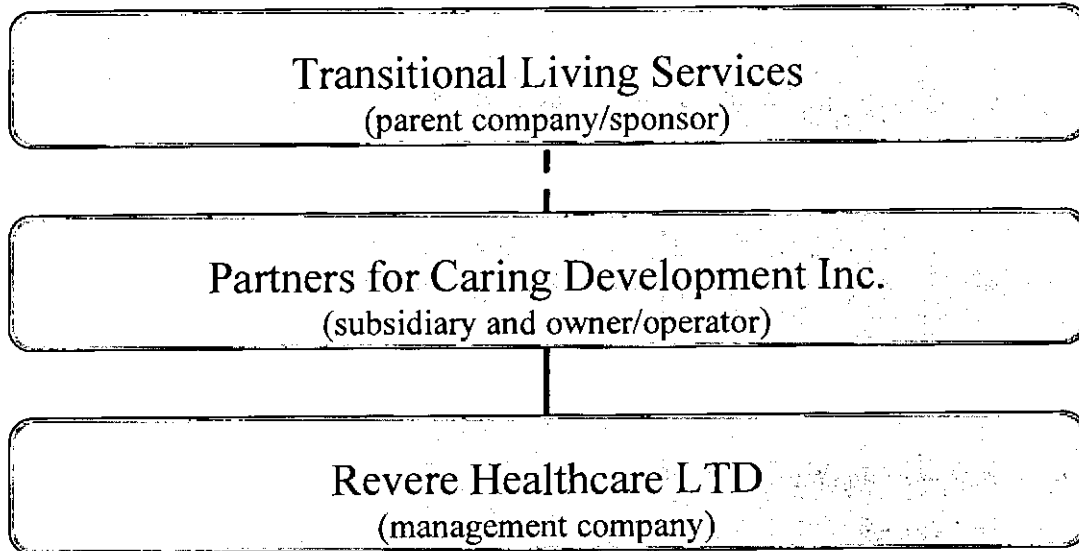 Transitional Living Services
(parent company/sponsor)
Partners for Caring Development Inc.
(subsidiary and owner/operator)
Revere Healthcare LTD
(management company)